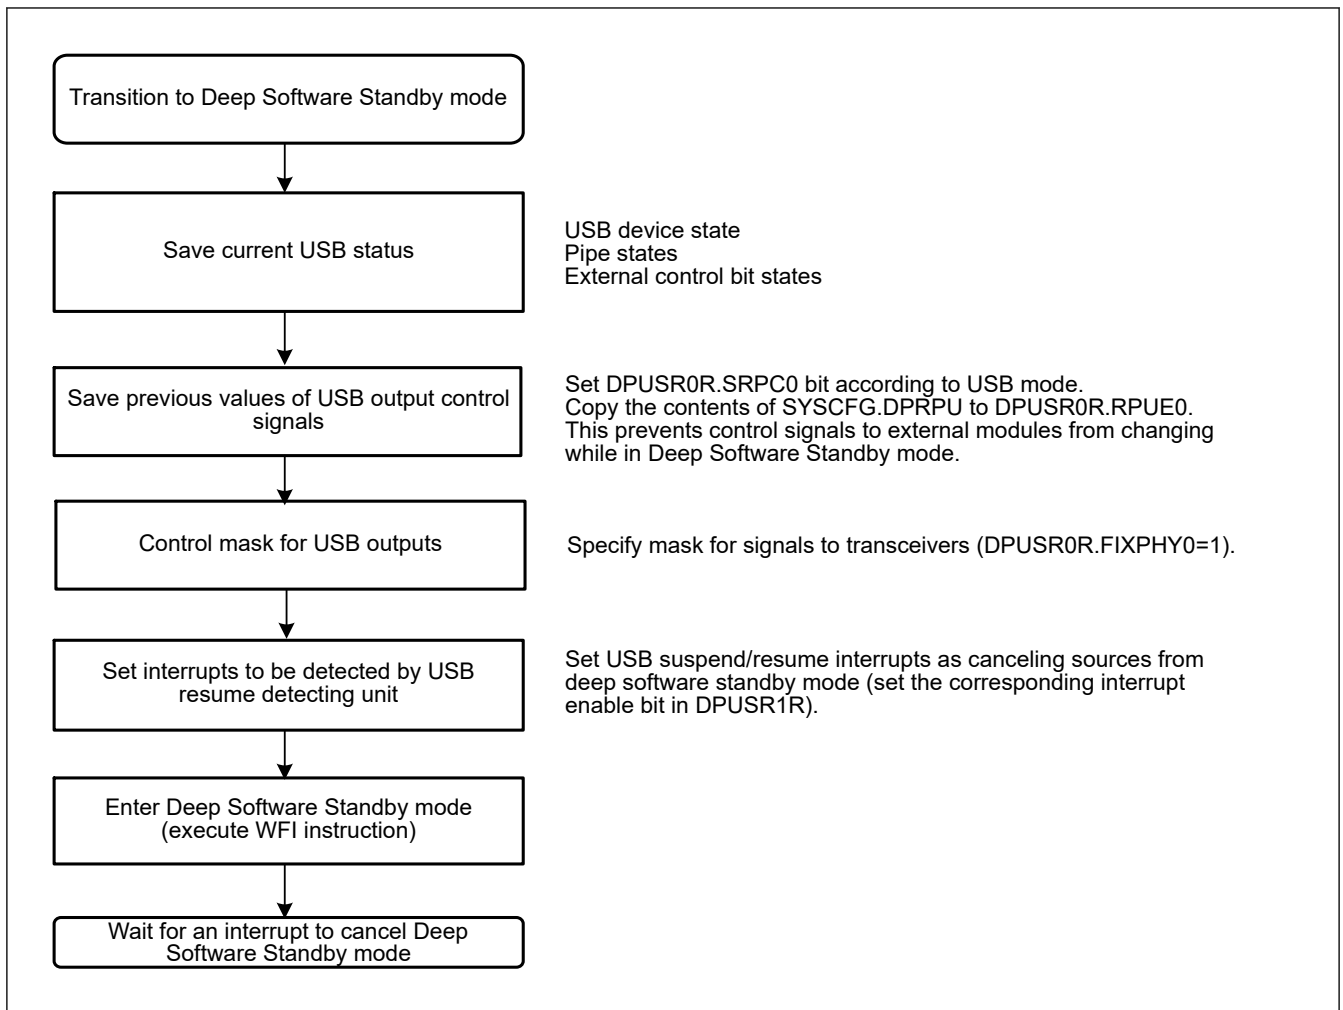 Transition to Deep Software Standby mode
Save current USB status
USB device state
Pipe states
External control bit states
Save previous values of USB output control
signals
Set DPUSR0R.SRPC0 bit according to USB mode.
Copy the contents of SYSCFG.DPRPU to DPUSR0R.RPUE0.
This prevents control signals to external modules from changing
while in Deep Software Standby mode.
Control mask for USB outputs
Specify mask for signals to transceivers (DPUSR0R.FIXPHY0=1).
Set interrupts to be detected by USB
resume detecting unit
Set USB suspend/resume interrupts as canceling sources from
deep software standby mode (set the corresponding interrupt
enable bit in DPUSR1R).
Enter Deep Software Standby mode
(execute WFI instruction)
Wait for an interrupt to cancel Deep
Software Standby mode